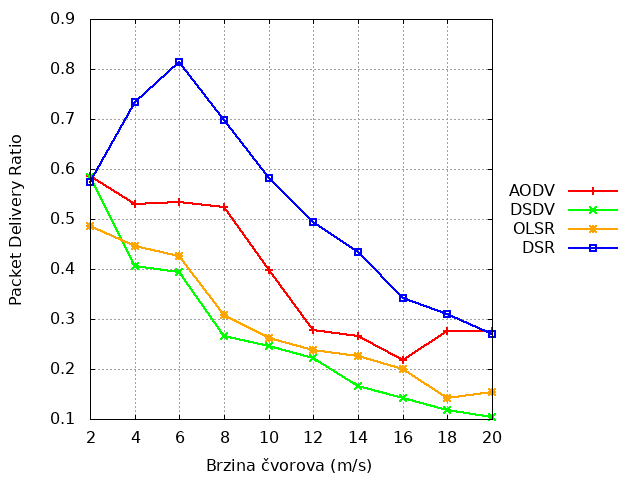 0.9
0.8
0.7
0.6
0.5
0.4
0.3
0.2
0.1
Packet Delivery Ratio
2 4 6 8 10 12 14 16 18 20
Brzina čvorova (m/s)
AODV
DSDV
OLSR
DSR